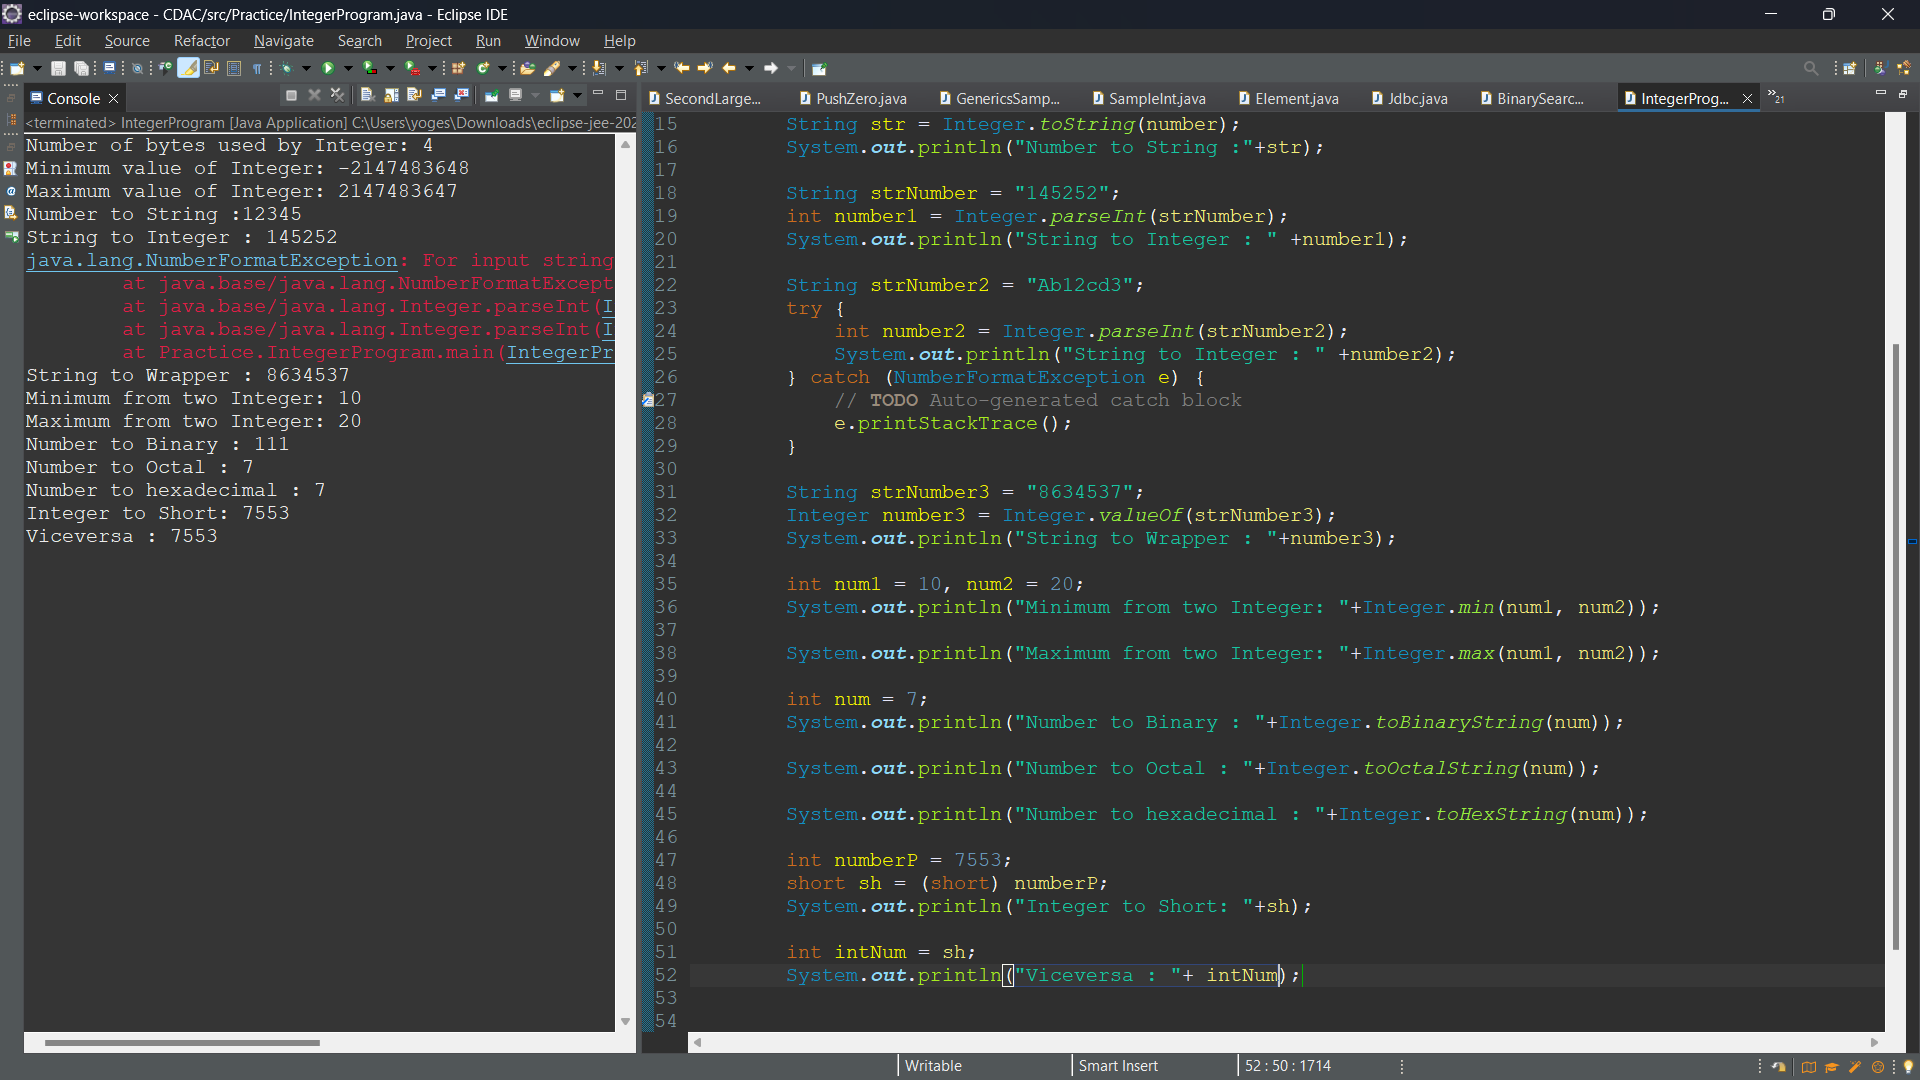 eclipse-workspace - CDAC/src/Practice/IntegerProgram.java - Eclipse IDE
File Edit Source Refactor Navigate Search Project Run Window Help
Console
<terminated> IntegerProgram [Java Application] C:\Users\yoges\Downloads\eclipse-jee-202
Number of bytes used by Integer: 4
Minimum value of Integer: -2147483648
Maximum value of Integer: 2147483647
Number to String :12345
String to Integer : 145252
java.lang.NumberFormatException: For input string
at java.base/java.lang.NumberFormatExcept
at java.base/java.lang.Integer.parseInt(I
at java.base/java.lang.Integer.parseInt(I
at Practice.IntegerProgram.main(IntegerPr
String to Wrapper : 8634537
Minimum from two Integer: 10
Maximum from two Integer: 20
Number to Binary : 111
Number to Octal : 7
Number to hexadecimal : 7
Integer to Short: 7553
Viceversa : 7553
SecondLarge... PushZero.java GenericsSamp... SampleInt.java Element.java Jdbc.java BinarySearc... IntegerProg... »21
15 String str = Integer.toString(number);
16 System.out.println("Number to String :"+str);
17
18 String strNumber = "145252";
19 int number1 = Integer.parseInt(strNumber);
20 System.out.println("String to Integer : " +number1);
21
22 String strNumber2 = "Ab12cd3";
23 try {
24 int number2 = Integer.parseInt(strNumber2);
25 System.out.println("String to Integer : " +number2);
26 } catch (NumberFormatException e) {
27 // TODO Auto-generated catch block
28 e.printStackTrace();
29 }
30
31 String strNumber3 = "8634537";
32 Integer number3 = Integer.valueOf(strNumber3);
33 System.out.println("String to Wrapper : "+number3);
34
35 int num1 = 10, num2 = 20;
36 System.out.println("Minimum from two Integer: "+Integer.min(num1, num2));
37
38 System.out.println("Maximum from two Integer: "+Integer.max(num1, num2));
39
40 int num = 7;
41 System.out.println("Number to Binary : "+Integer.toBinaryString(num));
42
43 System.out.println("Number to Octal : "+Integer.toOctalString(num));
44
45 System.out.println("Number to hexadecimal : "+Integer.toHexString(num));
46
47 int numberP = 7553;
48 short sh = (short) numberP;
49 System.out.println("Integer to Short: "+sh);
50
51 int intNum = sh;
52 System.out.println("Viceversa : "+ intNum);
53
54
Writable Smart Insert 52 : 50 : 1714